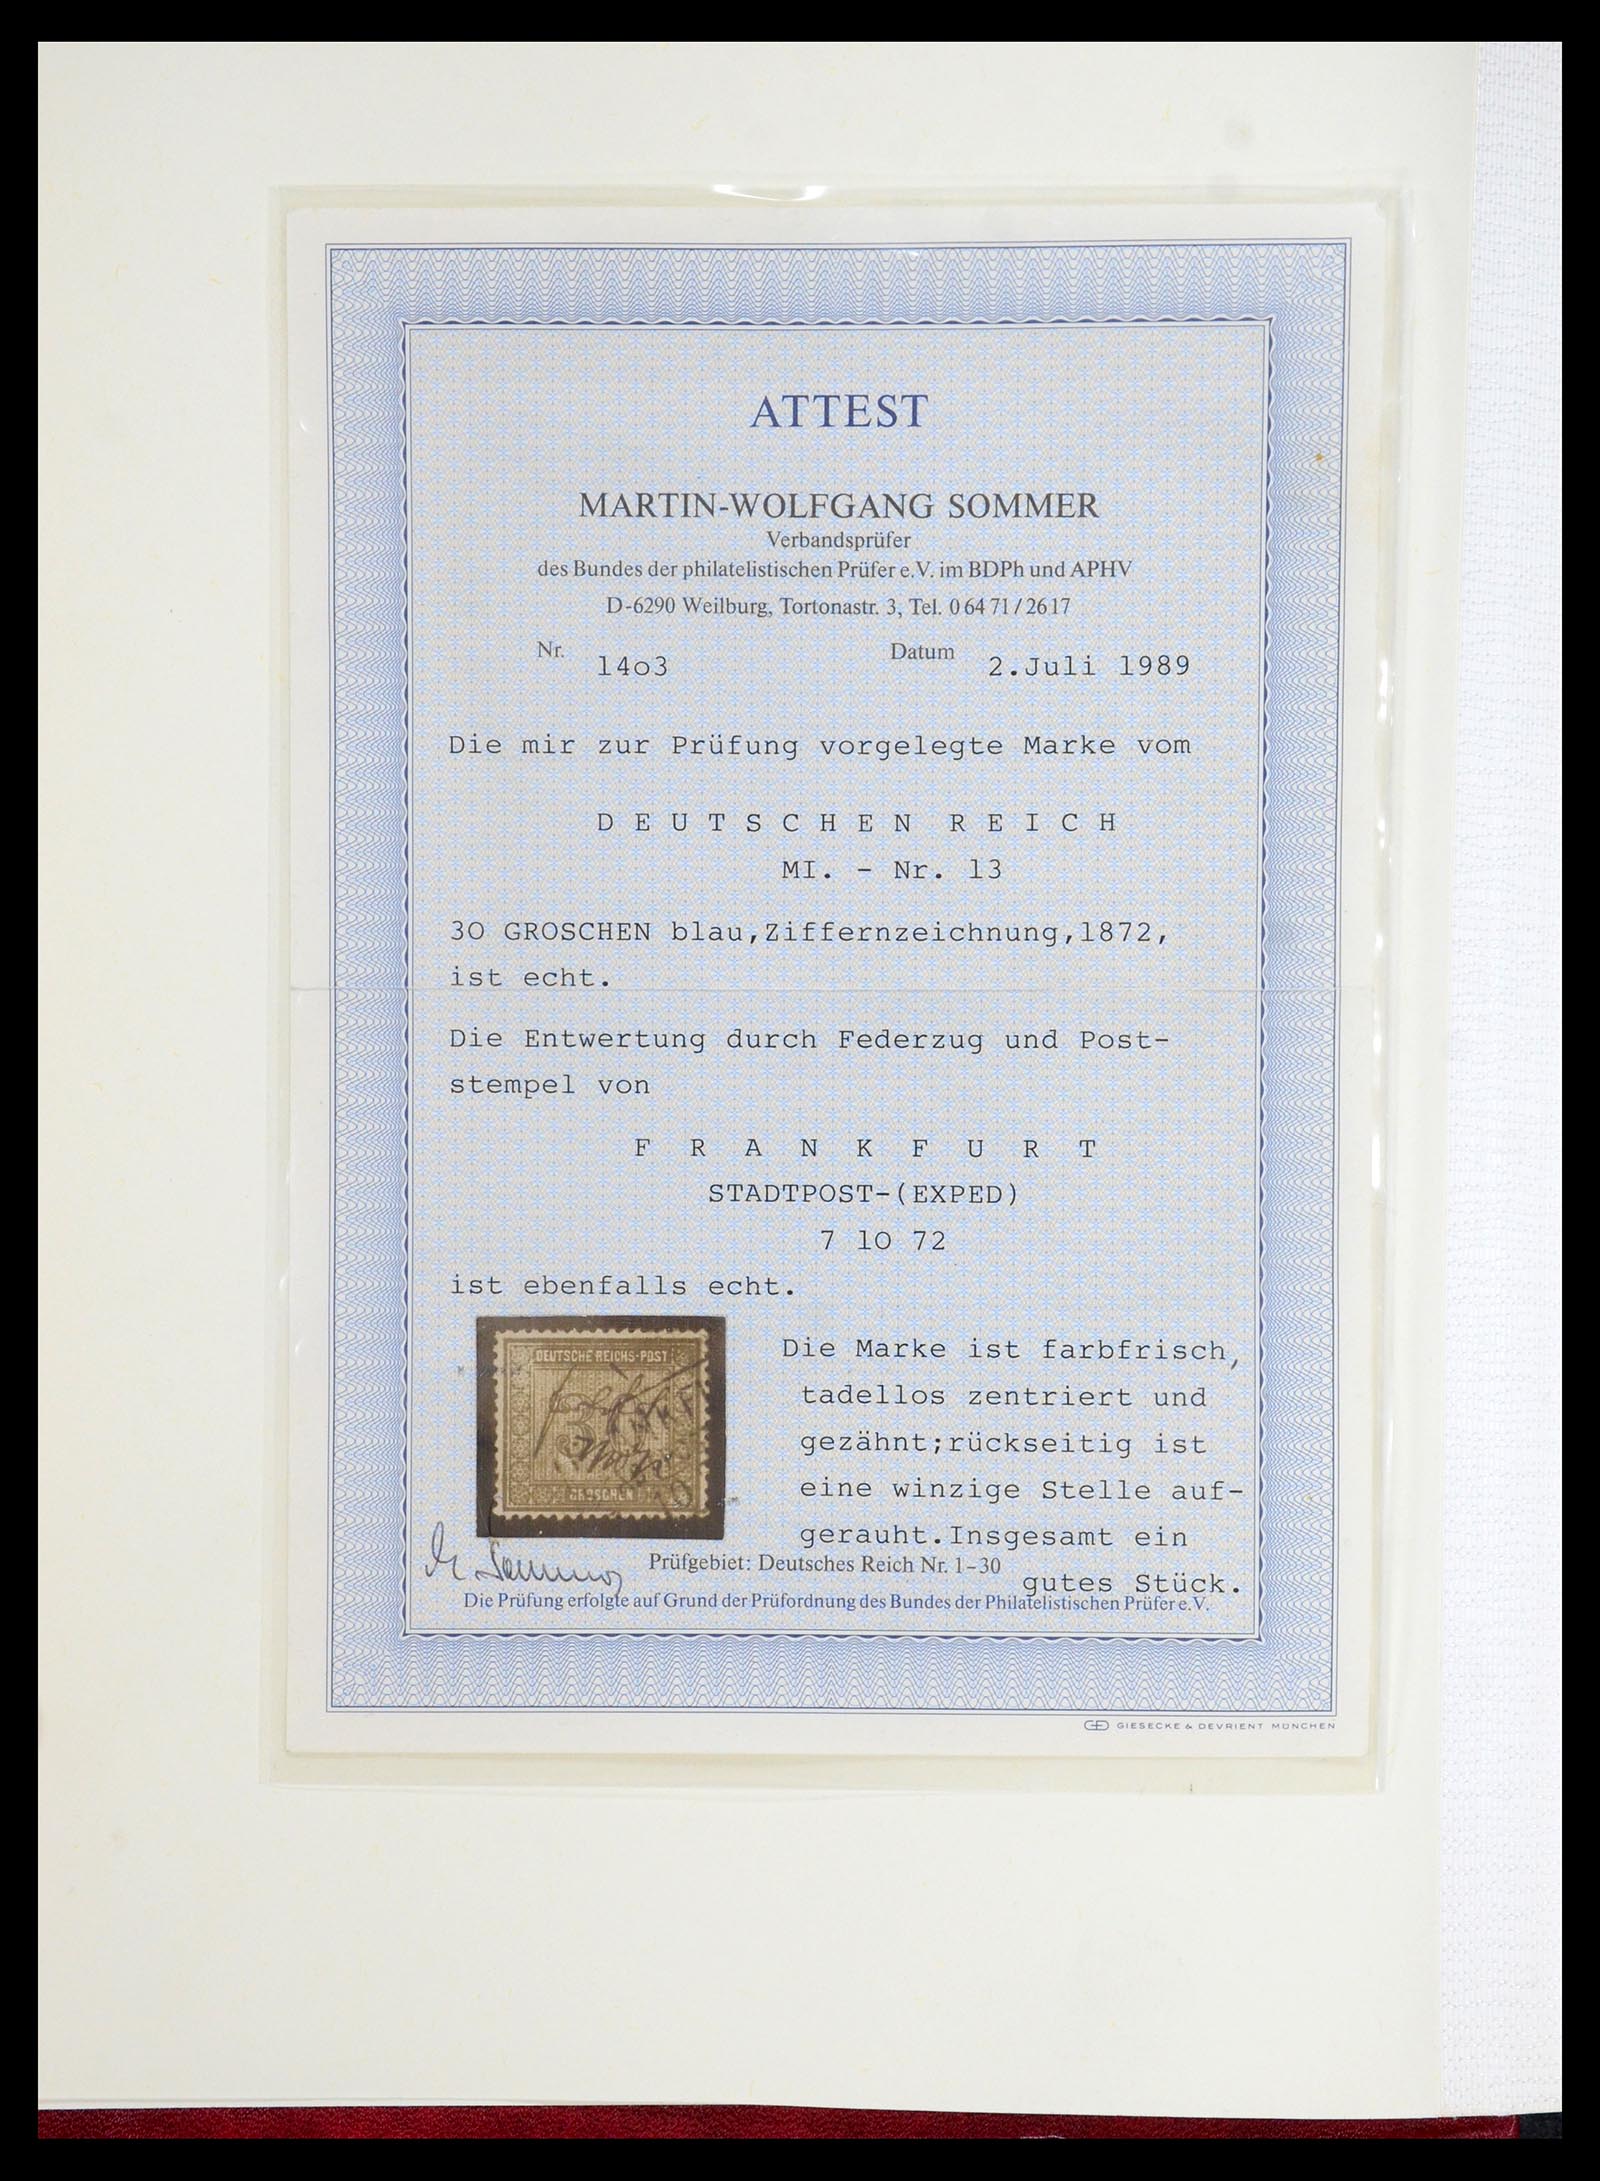 ATTEST
MARTIN-WOLFGANG SOMMER
Verbandsprüfer
des Bundes der philatelistischen Prüfer e.V. im BDPh und APHV
D-6290 Weilburg, Tortonastr. 3, Tel. 0 64 71 / 26 17
Nr. 14o3 Datum 2.Juli 1989
Die mir zur Prüfung vorgelegte Marke vom
D E U T S C H E N R E I C H
MI. - Nr. 13
3O GROSCHEN blau,Ziffernzeichnung,1872,
ist echt.
Die Entwertung durch Federzug und Post-
stempel von
F R A N K F U R T
STADTPOST-(EXPED)
7 1O 72
ist ebenfalls echt.
DEUTSCHE REICHS-POST
GROSCHEN
Die Marke ist farbfrisch,
tadellos zentriert und
gezähnt;rückseitig ist
eine winzige Stelle auf-
gerauht.Insgesamt ein
gutes Stück.
M. Sommer
Prüfgebiet: Deutsches Reich Nr. 1-30
Die Prüfung erfolgte auf Grund der Prüfordnung des Bundes der Philatelistischen Prüfer e.V.
GIESECKE & DEVRIENT MÜNCHEN